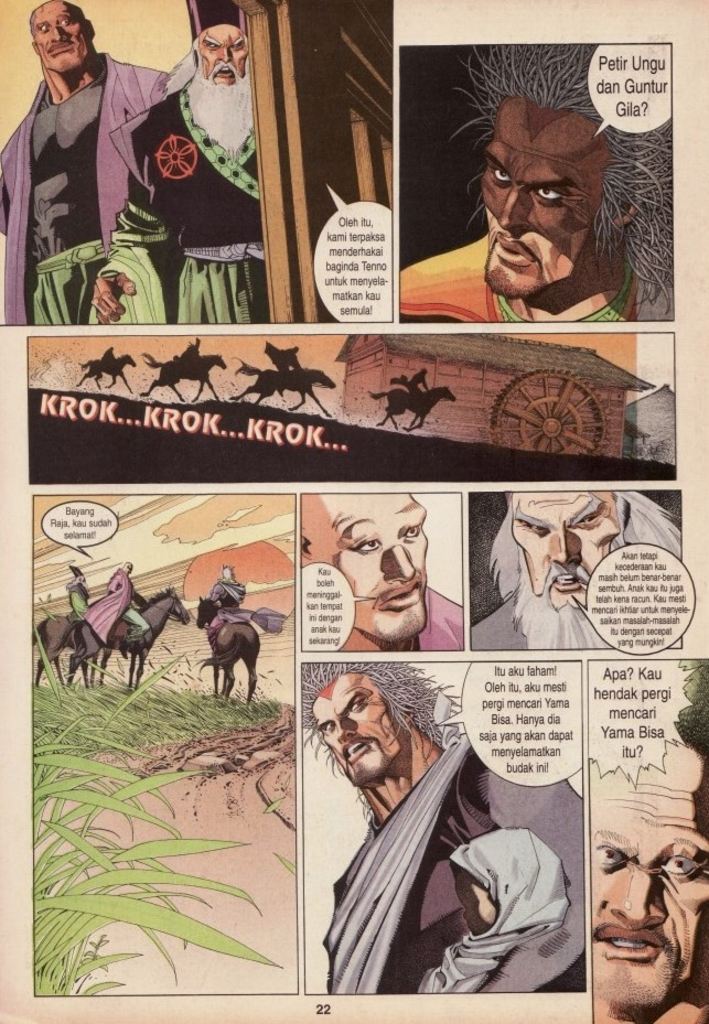 Oleh itu,
kami terpaksa
menderhakai
baginda Tenno
untuk menyela-
matkan kau
semula!
Petir Ungu
dan Guntur
Gila?
KROK...KROK...KROK...
Bayang
Raja, kau sudah
selamat!
Kau
boleh
meninggal-
kan tempat
ini dengan
anak kau
sekarang!
Akan tetapi
kecederaan kau
masih belum benar-benar
sembuh. Anak kau juga
telah kena racun. Kau mesti
mencari ikhtiar untuk menyele-
saikan masalah-masalah
itu dengan secepat
yang mungkin!
Itu aku faham!
Oleh itu, aku mesti
pergi mencari Yama
Bisa. Hanya dia
saja yang akan dapat
menyelamatkan
budak ini!
Apa? Kau
hendak pergi
mencari
Yama Bisa
itu?
22